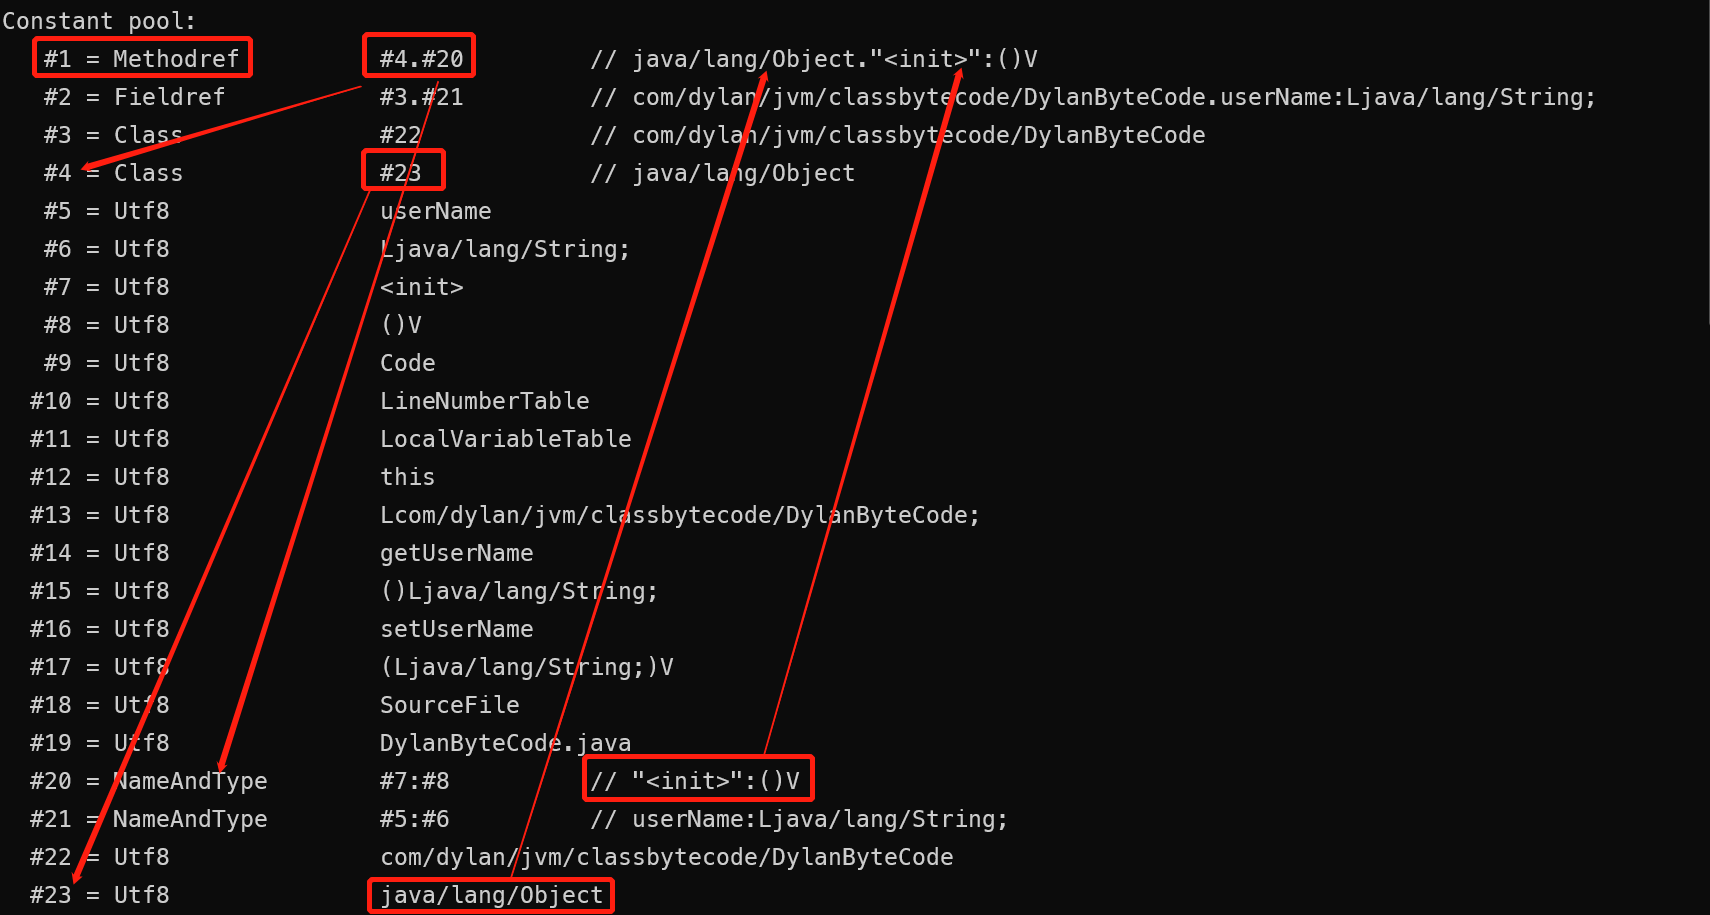 Constant pool:
#1 = Methodref #4.#20 // java/lang/Object."<init>":()V
#2 = Fieldref #3.#21 // com/dylan/jvm/classbytecode/DylanByteCode.userName:Ljava/lang/String;
#3 = Class #22 // com/dylan/jvm/classbytecode/DylanByteCode
#4 = Class #23 // java/lang/Object
#5 = Utf8 userName
#6 = Utf8 Ljava/lang/String;
#7 = Utf8 <init>
#8 = Utf8 ()V
#9 = Utf8 Code
#10 = Utf8 LineNumberTable
#11 = Utf8 LocalVariableTable
#12 = Utf8 this
#13 = Utf8 Lcom/dylan/jvm/classbytecode/DylanByteCode;
#14 = Utf8 getUserName
#15 = Utf8 ()Ljava/lang/String;
#16 = Utf8 setUserName
#17 = Utf8 (Ljava/lang/String;)V
#18 = Utf8 SourceFile
#19 = Utf8 DylanByteCode.java
#20 = NameAndType #7:#8 // "<init>":()V
#21 = NameAndType #5:#6 // userName:Ljava/lang/String;
#22 = Utf8 com/dylan/jvm/classbytecode/DylanByteCode
#23 = Utf8 java/lang/Object